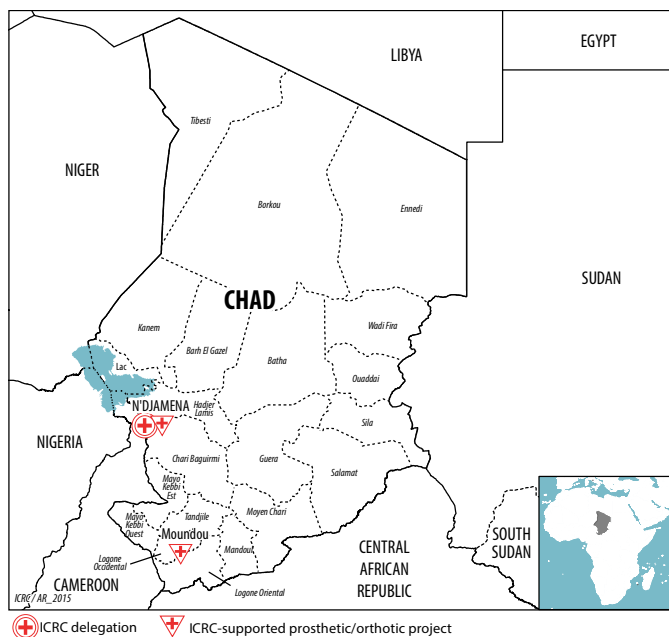 LIBYA
EGYPT
Tibesti
NIGER
Borkou
Ennedi
SUDAN
CHAD
Kanem
Wadi Fira
Barh El Gazel
Batha
Lac
Ouaddai
N'DJAMENA
Hadjer
Lamis
Sila
NIGERIA
Chari Baguirmi
Guera
Salamat
Mayo
Kebbi
Est
Mayo
Kebbi
Ouest
Tandjile
Moyen Chari
Moundou
Mandoul
Logone
Occidental
CENTRAL
AFRICAN
REPUBLIC
SOUTH
SUDAN
CAMEROON
Logone Oriental
ICRC / AR_2015
ICRC delegation
ICRC-supported prosthetic/orthotic project